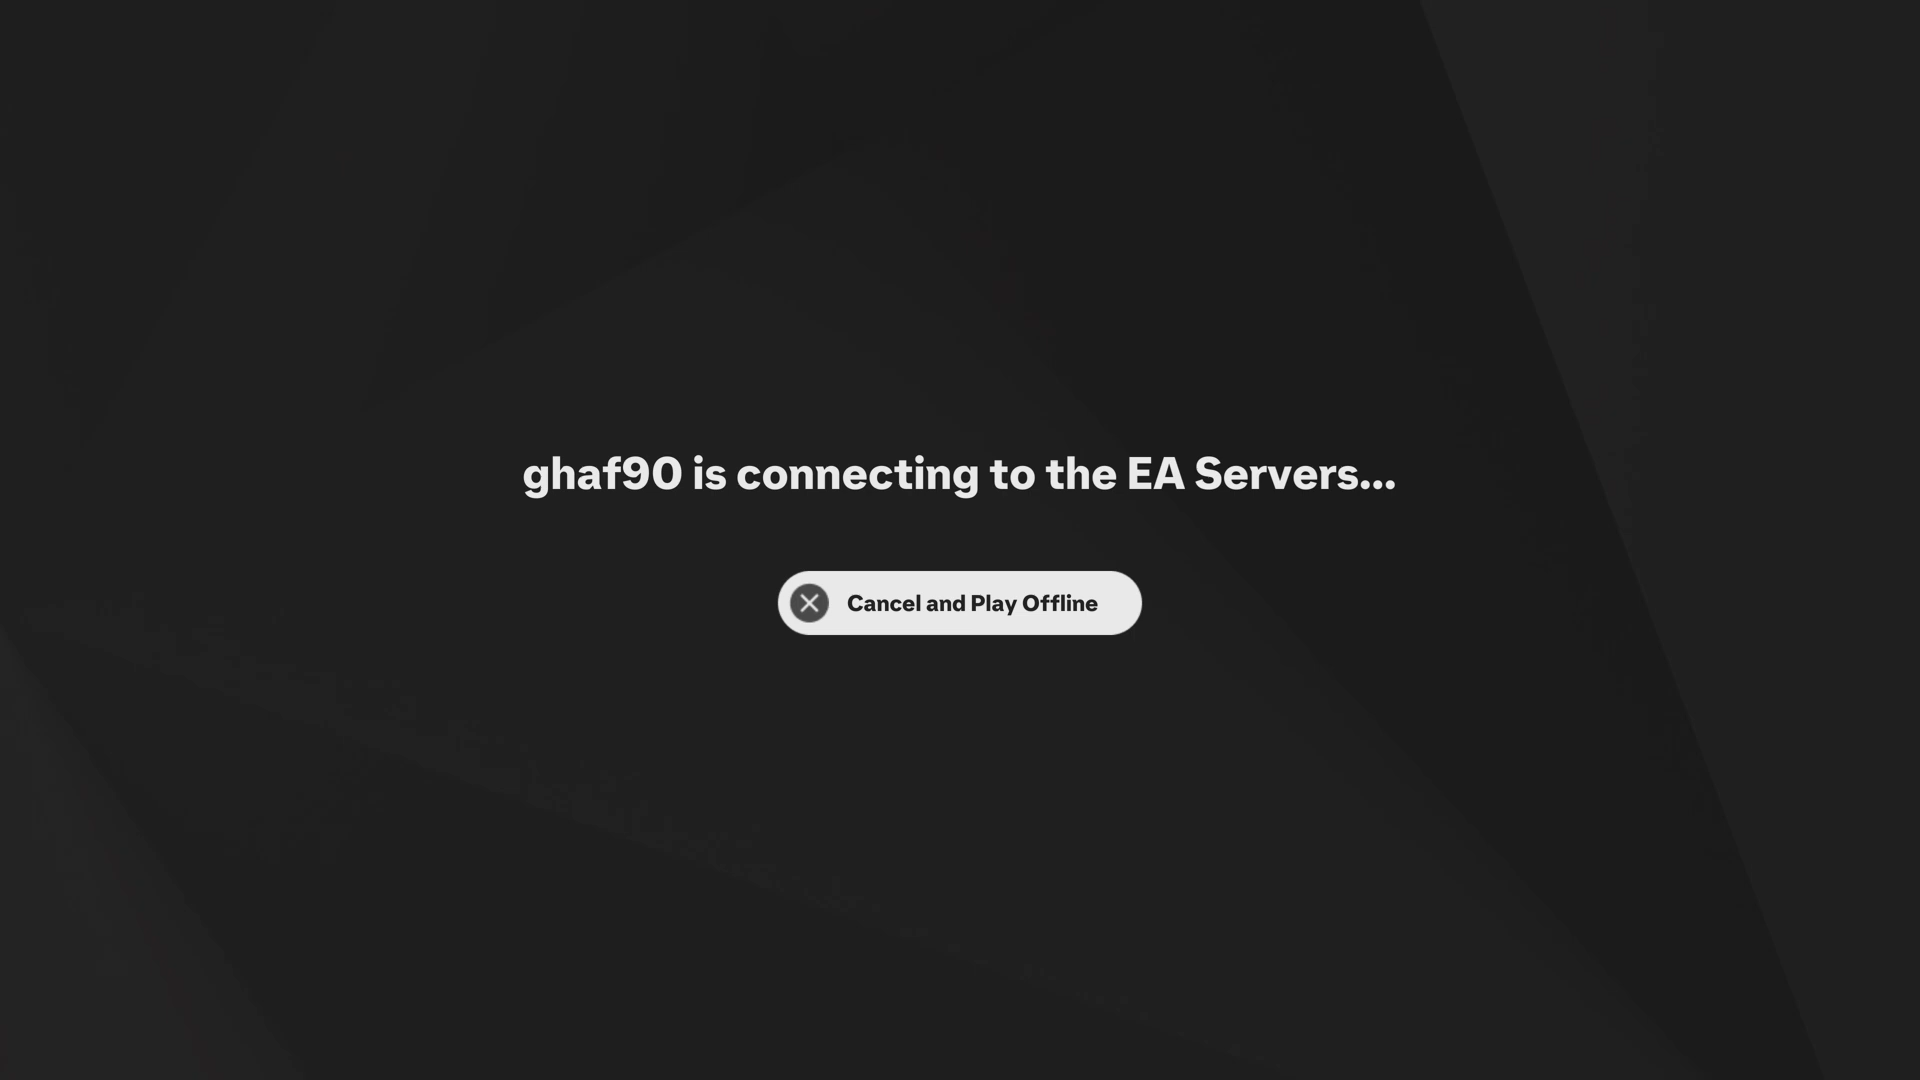 ghaf90 is connecting to the EA Servers...
Cancel and Play Offline